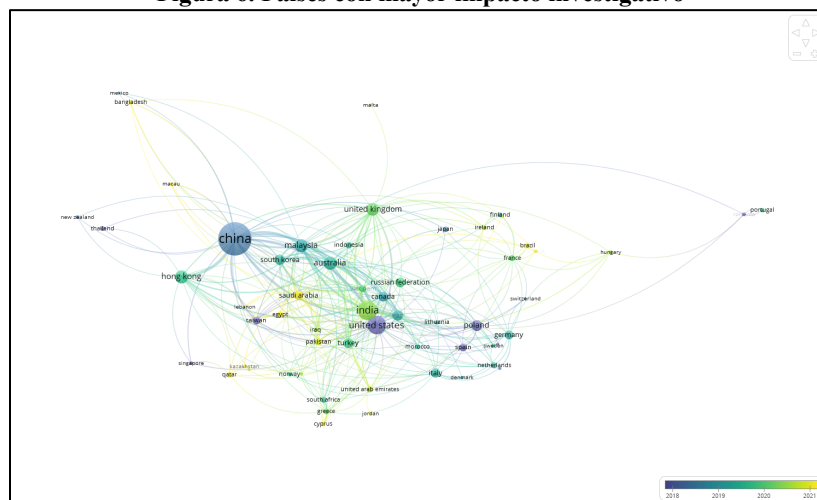 Figura 6. Países con mayor impacto investigativo
mexico
bangladesh
malta
macau
new zealand
thailand
united kingdom
finland
portugal
japan
ireland
china
malaysia
indonesia
brazil
south korea
australia
france
hungary
hong kong
russian federation
saudi arabia
canada
switzerland
lebanon
egypt
india
taiwan
iraq
united states
lithuania
poland
pakistan
turkey
germany
morocco
spain
sweden
singapore
kazakhstan
qatar
norway
italy
netherlands
denmark
united arab emirates
south africa
greece
jordan
cyprus
2018 2019 2020 2021